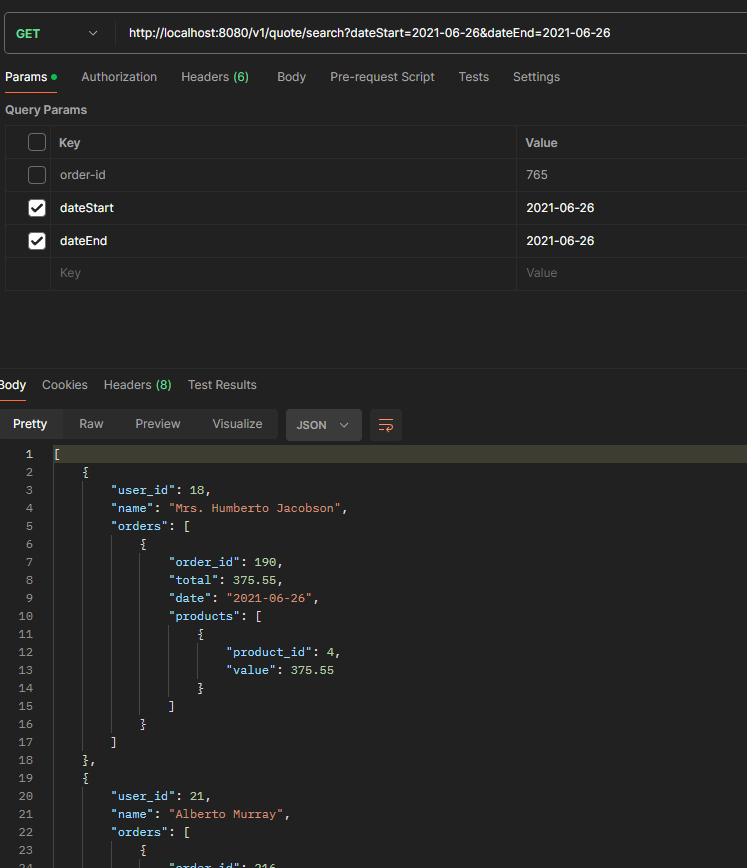 GET http://localhost:8080/v1/quote/search?dateStart=2021-06-26&dateEnd=2021-06-26
Params Authorization Headers (6) Body Pre-request Script Tests Settings
Query Params
Key Value
order-id 765
dateStart 2021-06-26
dateEnd 2021-06-26
Key Value
Body Cookies Headers (8) Test Results
Pretty Raw Preview Visualize JSON
1 [
2 {
3 "user_id": 18,
4 "name": "Mrs. Humberto Jacobson",
5 "orders": [
6 {
7 "order_id": 190,
8 "total": 375.55,
9 "date": "2021-06-26",
10 "products": [
11 {
12 "product_id": 4,
13 "value": 375.55
14 }
15 ]
16 }
17 ]
18 },
19 {
20 "user_id": 21,
21 "name": "Alberto Murray",
22 "orders": [
23 {
24 "order_id": 216,